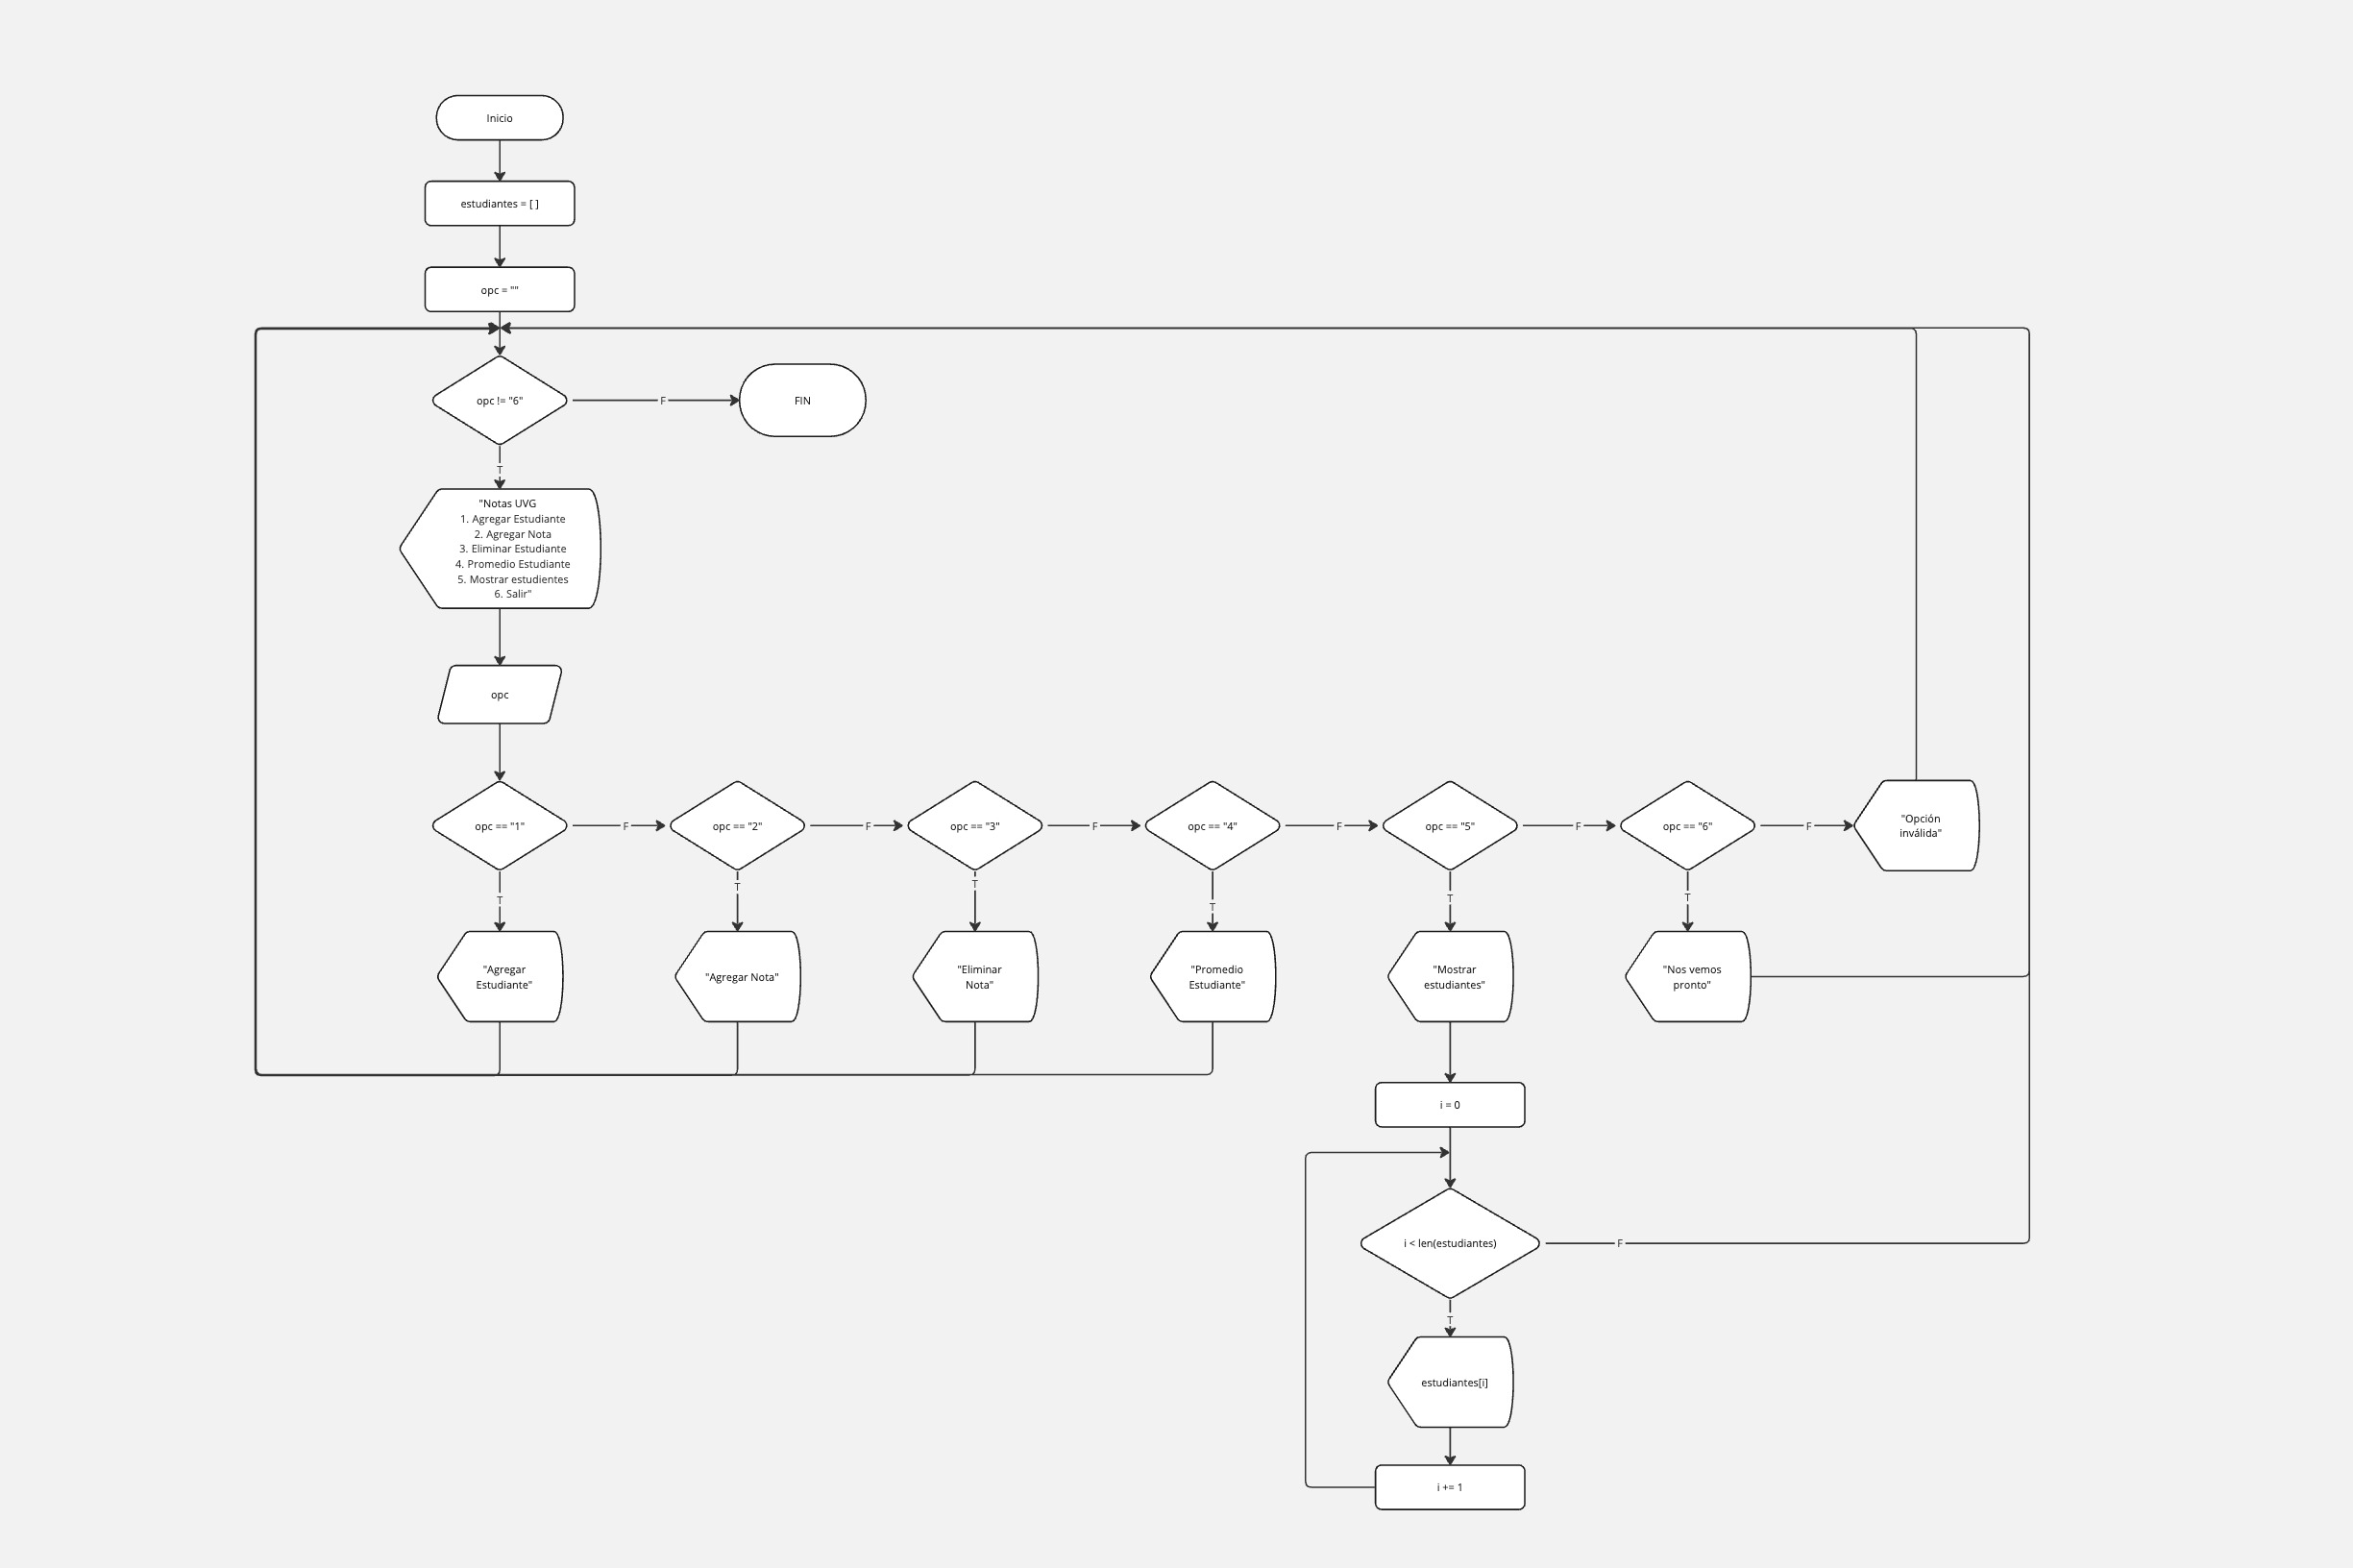 Inicio
estudiantes = [ ]
opc = ""
opc != "6"
F
FIN
T
"Notas UVG
1. Agregar Estudiante
2. Agregar Nota
3. Eliminar Estudiante
4. Promedio Estudiante
5. Mostrar estudientes
6. Salir"
opc
opc == "1"
F
opc == "2"
F
opc == "3"
F
opc == "4"
F
opc == "5"
F
opc == "6"
F
"Opción
inválida"
T
T
T
T
T
T
"Agregar
Estudiante"
"Agregar Nota"
"Eliminar
Nota"
"Promedio
Estudiante"
"Mostrar
estudiantes"
"Nos vemos
pronto"
i = 0
i < len(estudiantes)
F
T
estudiantes[i]
i += 1